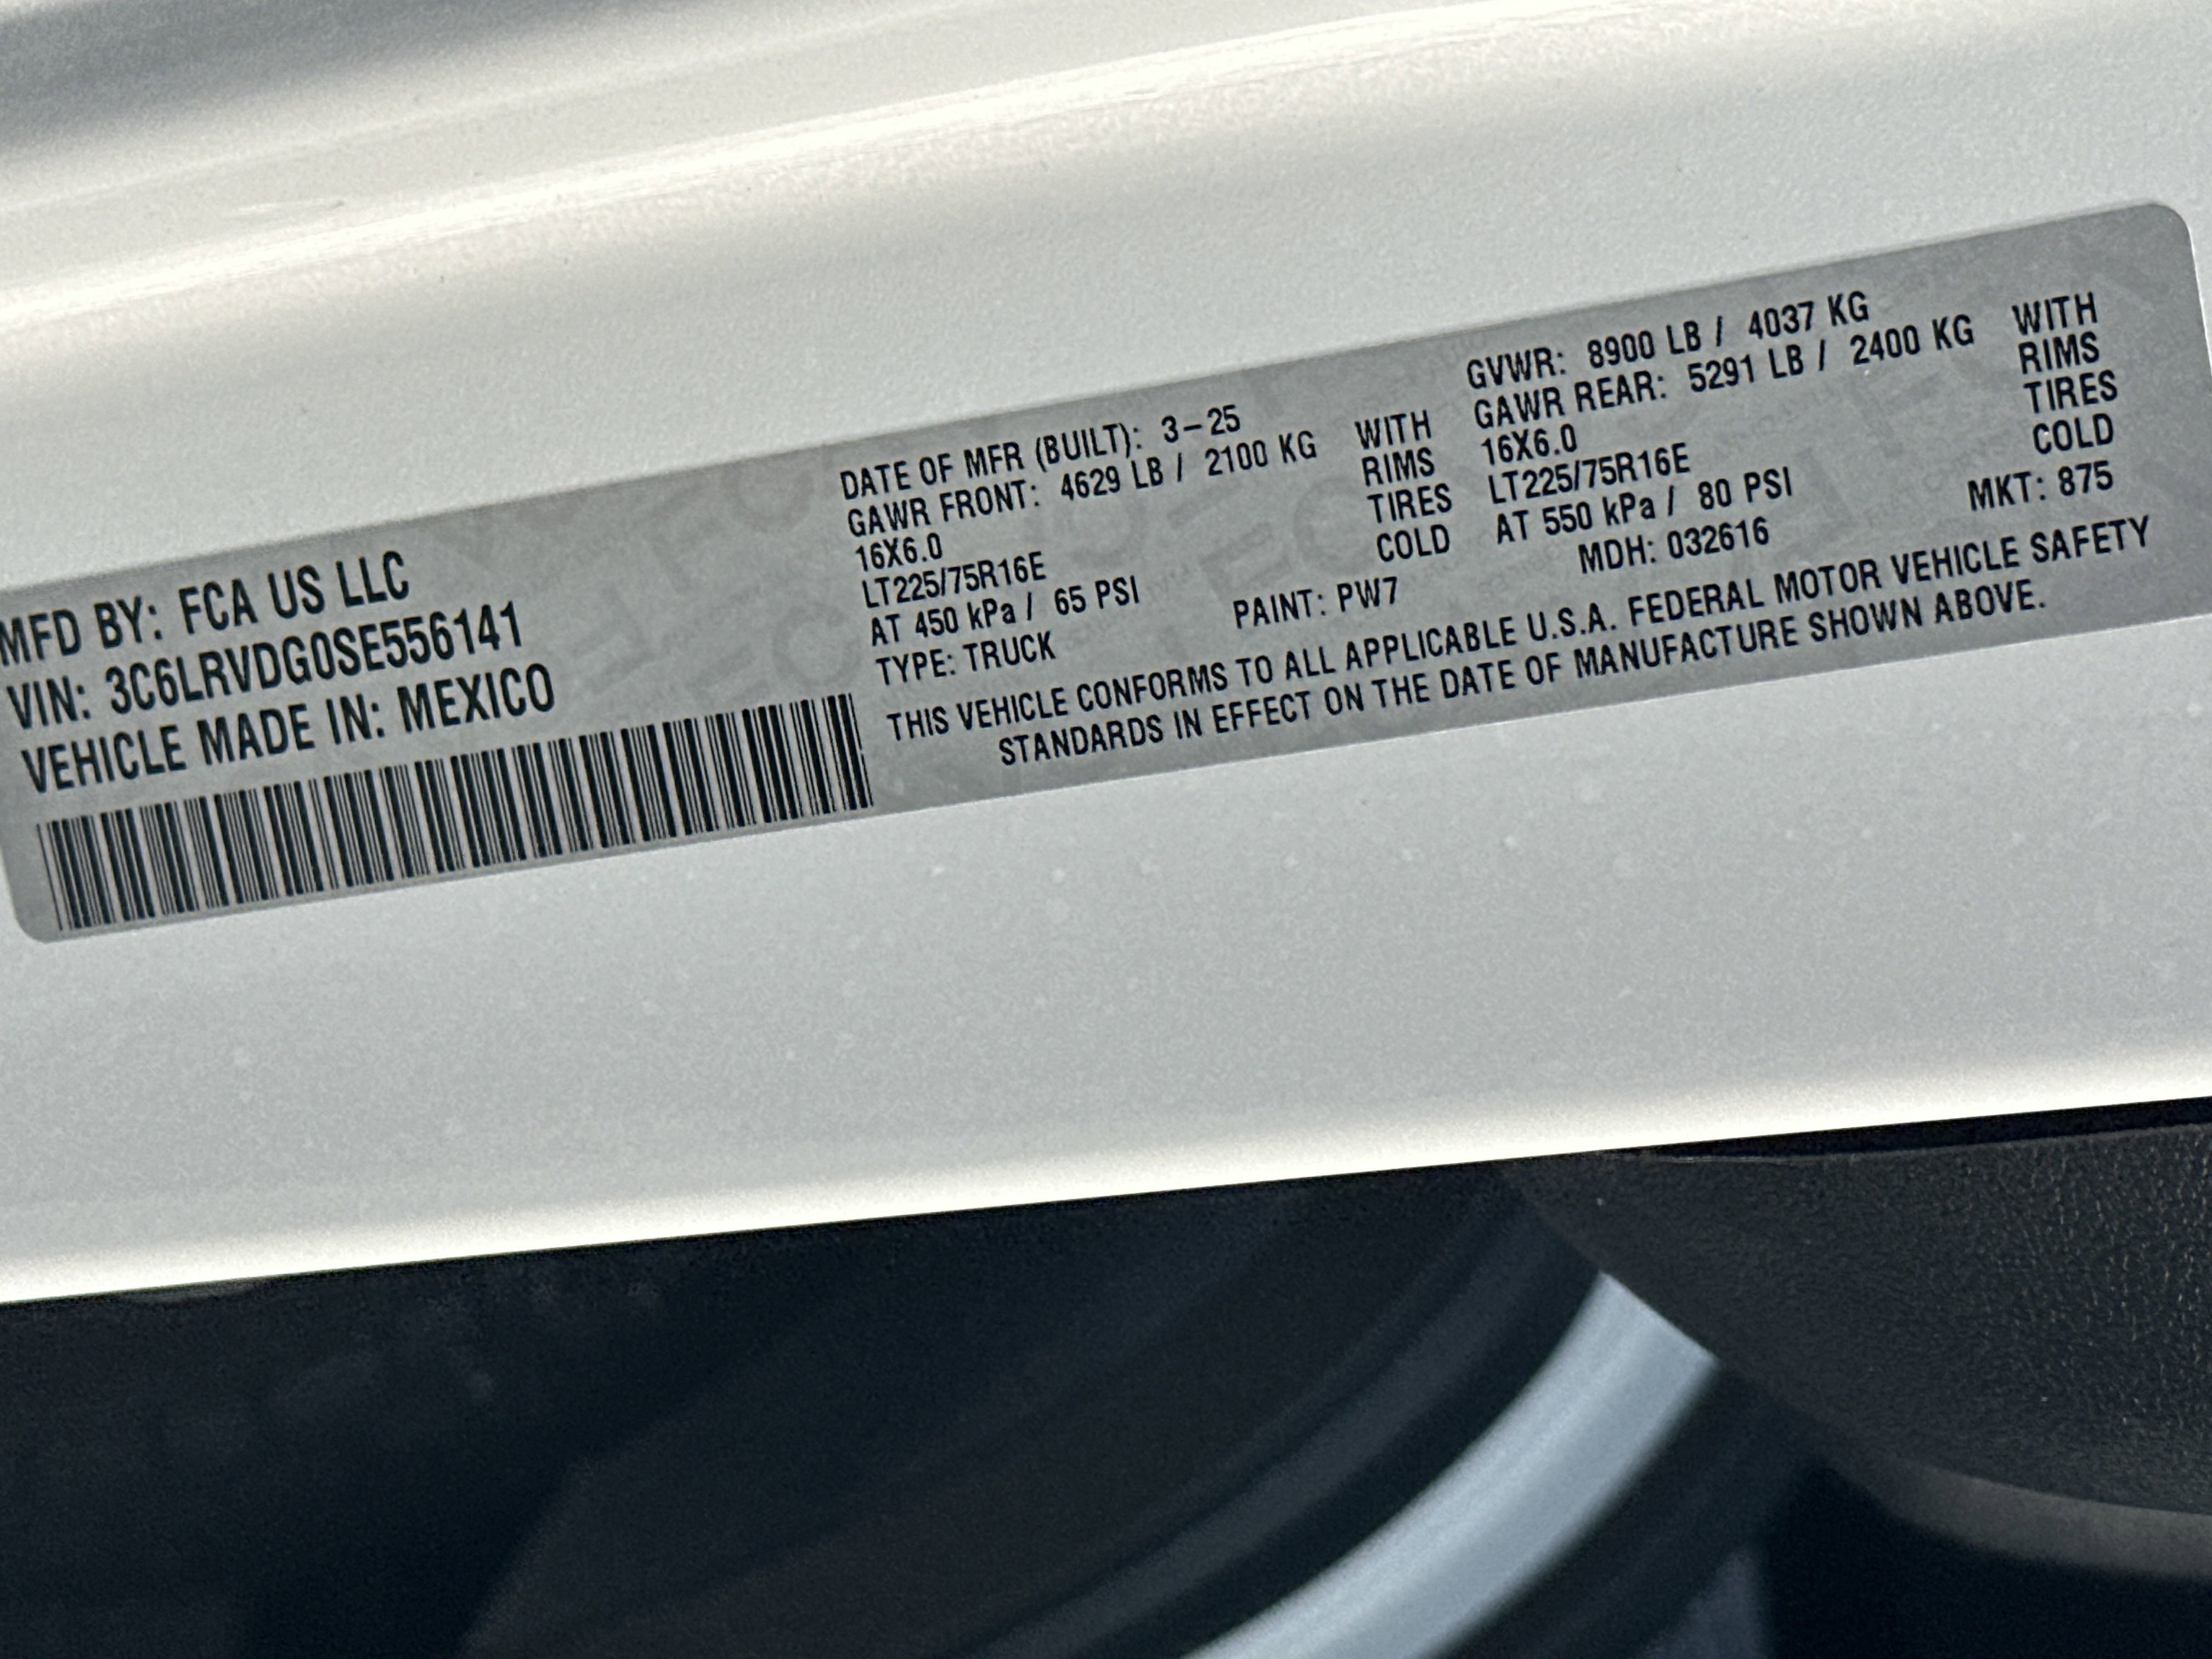 MFD BY: FCA US LLC
VIN: 3C6LRVDG0SE556141
VEHICLE MADE IN: MEXICO
DATE OF MFR (BUILT): 3-25
GAWR FRONT: 4629 LB / 2100 KG WITH
16X6.0 RIMS
LT225/75R16E TIRES
AT 450 kPa / 65 PSI COLD
GVWR: 8900 LB / 4037 KG
GAWR REAR: 5291 LB / 2400 KG WITH
16X6.0 RIMS
LT225/75R16E TIRES
AT 550 kPa / 80 PSI COLD
TYPE: TRUCK PAINT: PW7 MDH: 032616 MKT: 875
THIS VEHICLE CONFORMS TO ALL APPLICABLE U.S.A. FEDERAL MOTOR VEHICLE SAFETY
STANDARDS IN EFFECT ON THE DATE OF MANUFACTURE SHOWN ABOVE.